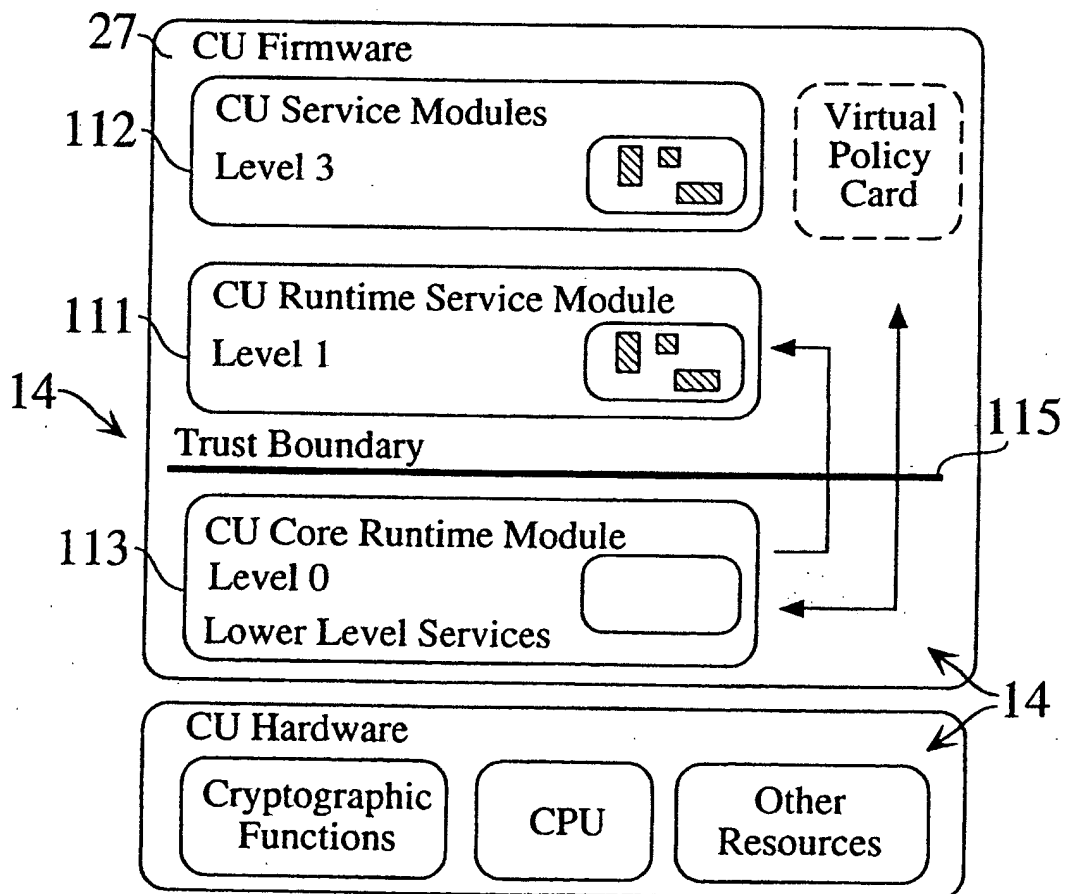 27
CU Firmware
112
CU Service Modules
Level 3
Virtual
Policy
Card
111
CU Runtime Service Module
Level 1
14
Trust Boundary
115
113
CU Core Runtime Module
Level 0
Lower Level Services
14
CU Hardware
Cryptographic
Functions
CPU
Other
Resources